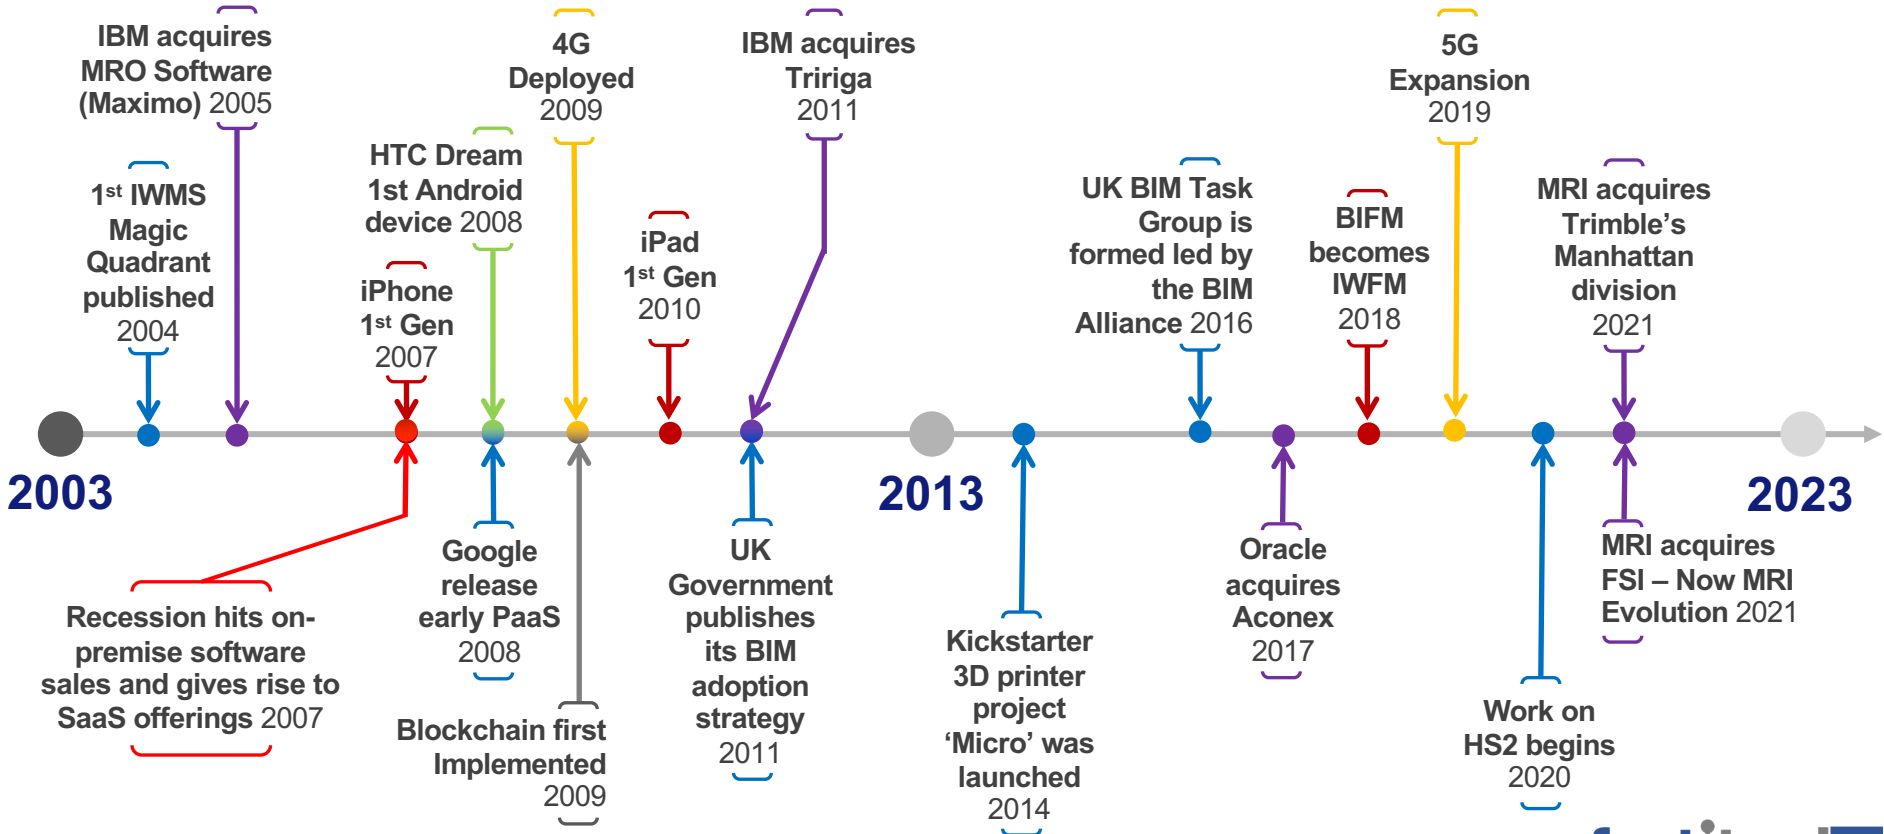 IBM acquires
MRO Software
(Maximo) 2005
4G
Deployed
2009
IBM acquires
Tririga
2011
5G
Expansion
2019
1st IWMS
Magic
Quadrant
published
2004
HTC Dream
1st Android
device 2008
iPhone
1st Gen
2007
iPad
1st Gen
2010
UK BIM Task
Group is
formed led by
the BIM
Alliance 2016
BIFM
becomes
IWFM
2018
MRI acquires
Trimble’s
Manhattan
division
2021
2003
2013
2023
Recession hits on-
premise software
sales and gives rise to
SaaS offerings 2007
Google
release
early PaaS
2008
Blockchain first
Implemented
2009
UK
Government
publishes
its BIM
adoption
strategy
2011
Kickstarter
3D printer
project
‘Micro’ was
launched
2014
Oracle
acquires
Aconex
2017
Work on
HS2 begins
2020
MRI acquires
FSI – Now MRI
Evolution 2021